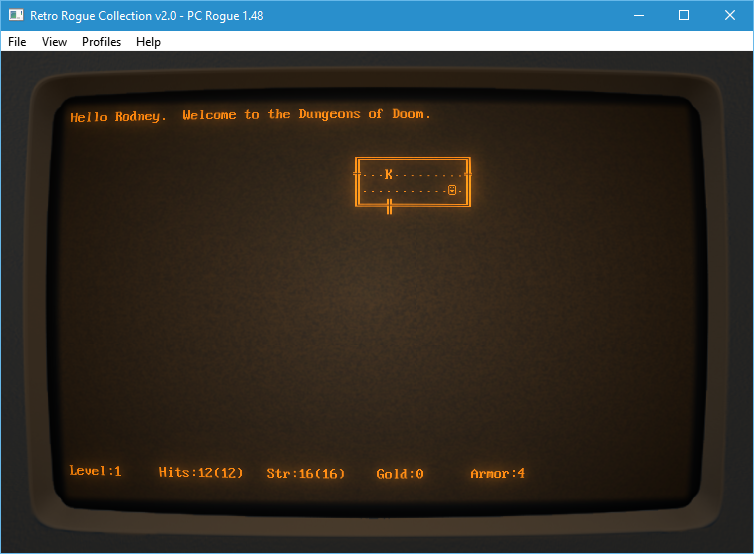 Retro Rogue Collection v2.0 - PC Rogue 1.48
File View Profiles Help
Hello Rodney. Welcome to the Dungeons of Doom.
K
Level:1 Hits:12(12) Str:16(16) Gold:0 Armor:4